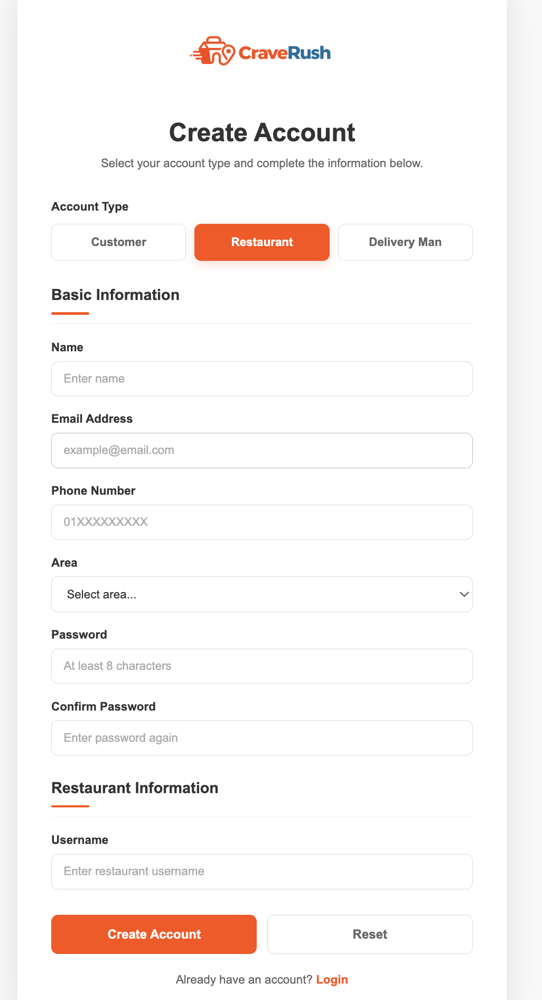 CraveRush
Create Account
Select your account type and complete the information below.
Account Type
Customer
Restaurant
Delivery Man
Basic Information
Name
Enter name
Email Address
example@email.com
Phone Number
01XXXXXXXXX
Area
Select area...
Password
At least 8 characters
Confirm Password
Enter password again
Restaurant Information
Username
Enter restaurant username
Create Account
Reset
Already have an account? Login